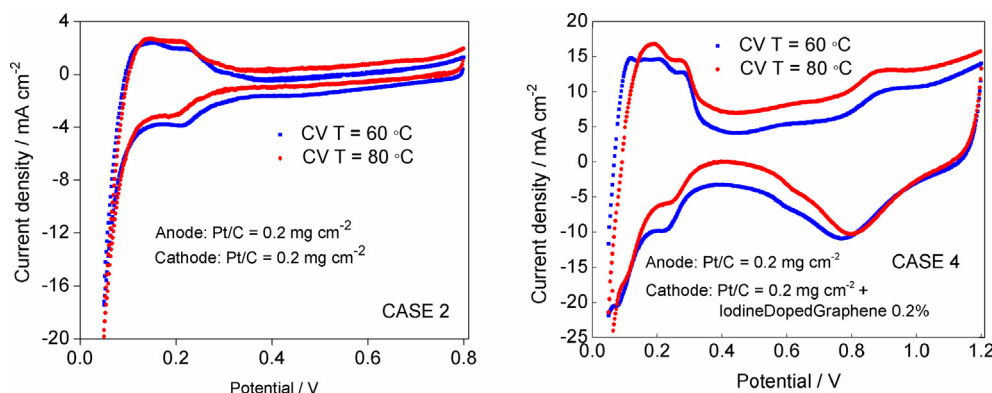 4
0
-4
-8
-12
-16
-20
0.0 0.2 0.4 0.6 0.8
Current density / mA cm-2
Potential / V
CV T = 60 °C
CV T = 80 °C
Anode: Pt/C = 0.2 mg cm-2
Cathode: Pt/C = 0.2 mg cm-2
CASE 2
20
15
10
5
0
-5
-10
-15
-20
-25
0.0 0.2 0.4 0.6 0.8 1.0 1.2
Current density / mA cm-2
Potential / V
CV T = 60 °C
CV T = 80 °C
Anode: Pt/C = 0.2 mg cm-2
CASE 4
Cathode: Pt/C = 0.2 mg cm-2 +
IodineDopedGraphene 0.2%